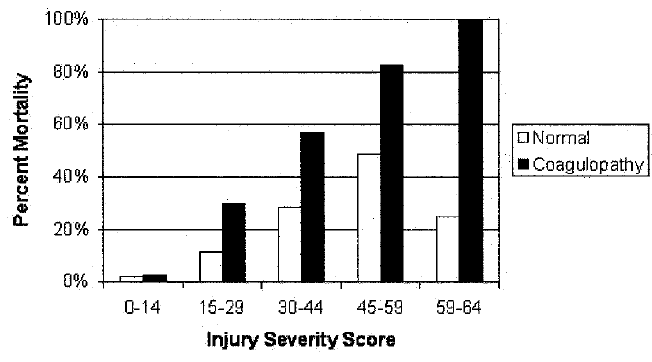 100%
80%
60%
40%
20%
0%
Percent Mortality
0-14 15-29 30-44 45-59 59-64
Injury Severity Score
Normal
Coagulopathy